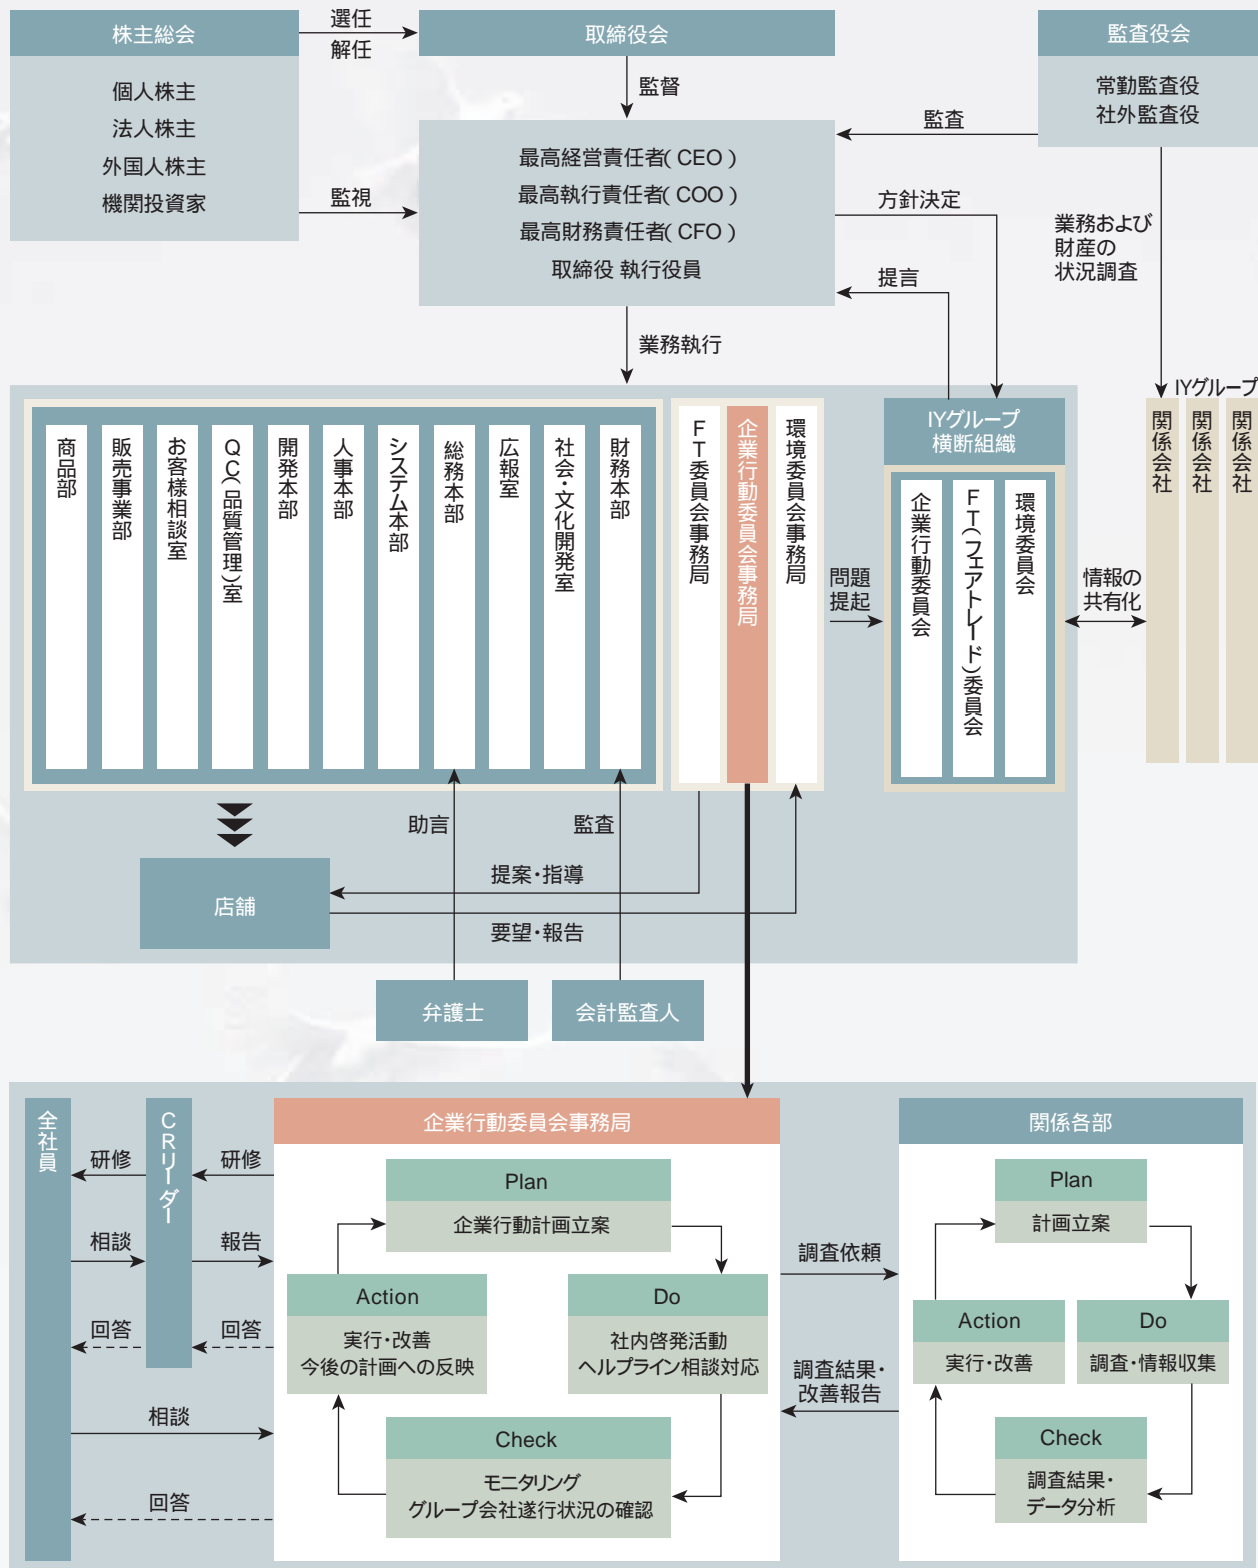 株主総会
個人株主
法人株主
外国人株主
機関投資家
選任
解任
取締役会
監査役会
常勤監査役
社外監査役
監督
監査
監視
最高経営責任者(CEO)
最高執行責任者(COO)
最高財務責任者(CFO)
取締役 執行役員
方針決定
提言
業務および
財産の
状況調査
業務執行
商品部
販売事業部
お客様相談室
QC(品質管理)室
開発本部
人事本部
システム本部
総務本部
広報室
社会・文化開発室
財務本部
FT委員会事務局
企業行動委員会事務局
環境委員会事務局
問題
提起
IYグループ
横断組織
企業行動委員会
FT(フェアトレード)委員会
環境委員会
情報の
共有化
IYグループ
関係会社
関係会社
関係会社
助言
監査
店舗
提案・指導
要望・報告
弁護士
会計監査人
全社員
CRリーダー
研修
研修
相談
報告
回答
回答
相談
回答
企業行動委員会事務局
Plan
企業行動計画立案
Action
実行・改善
今後の計画への反映
Do
社内啓発活動
ヘルプライン相談対応
Check
モニタリング
グループ会社遂行状況の確認
調査依頼
調査結果・
改善報告
関係各部
Plan
計画立案
Action
実行・改善
Do
調査・情報収集
Check
調査結果・
データ分析